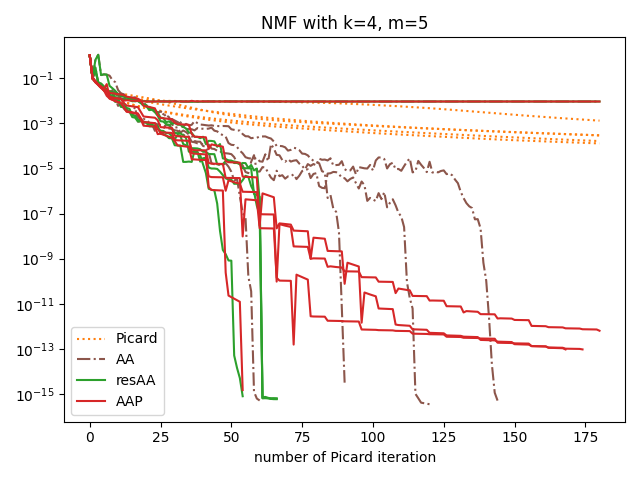 NMF with k=4, m=5
10⁻¹
10⁻³
10⁻⁵
10⁻⁷
10⁻⁹
10⁻¹¹
10⁻¹³
10⁻¹⁵
Picard
AA
resAA
AAP
0 25 50 75 100 125 150 175
number of Picard iteration